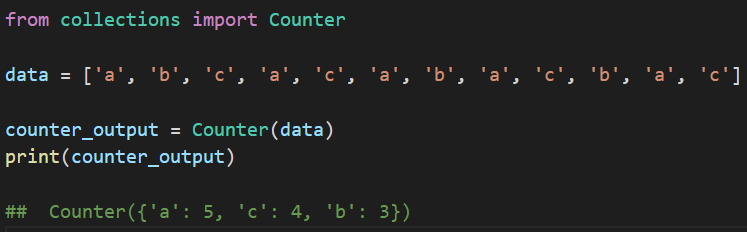 from collections import Counter
data = ['a', 'b', 'c', 'a', 'c', 'a', 'b', 'a', 'c', 'b', 'a', 'c']
counter_output = Counter(data)
print(counter_output)
##  Counter({'a': 5, 'c': 4, 'b': 3})